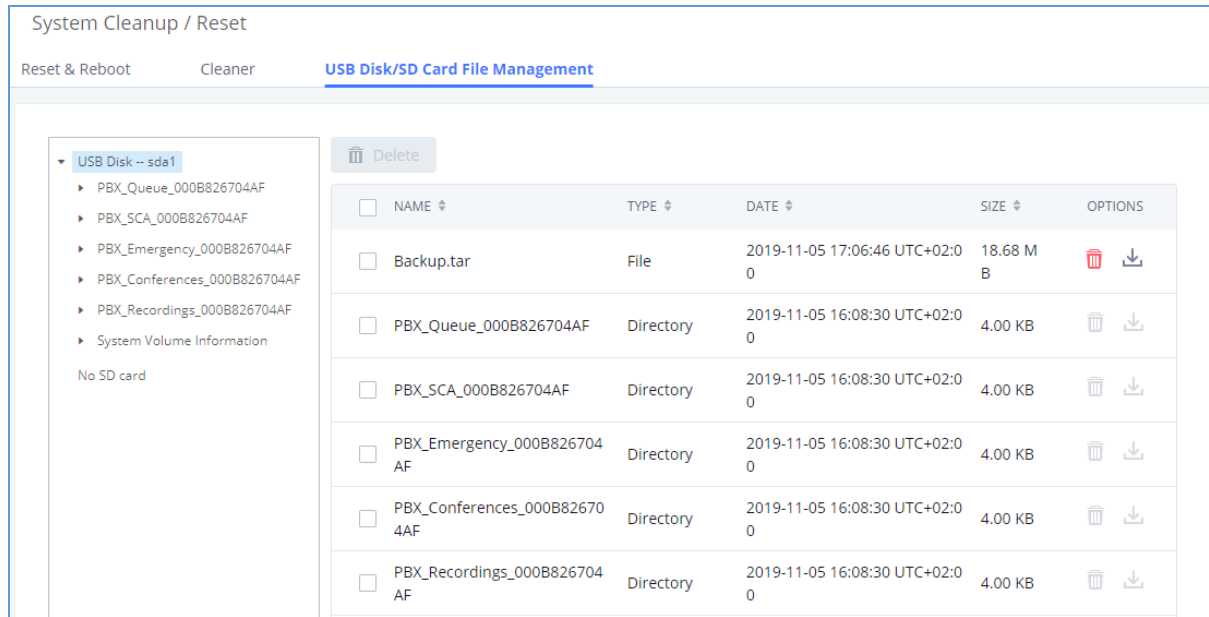 System Cleanup / Reset
Reset & Reboot Cleaner USB Disk/SD Card File Management
USB Disk -- sda1
PBX_Queue_000B826704AF
PBX_SCA_000B826704AF
PBX_Emergency_000B826704AF
PBX_Conferences_000B826704AF
PBX_Recordings_000B826704AF
System Volume Information
No SD card
Delete
NAME TYPE DATE SIZE OPTIONS
Backup.tar File 2019-11-05 17:06:46 UTC+02:0 18.68 M
0 B
PBX_Queue_000B826704AF Directory 2019-11-05 16:08:30 UTC+02:0 4.00 KB
0
PBX_SCA_000B826704AF Directory 2019-11-05 16:08:30 UTC+02:0 4.00 KB
0
PBX_Emergency_000B826704 Directory 2019-11-05 16:08:30 UTC+02:0 4.00 KB
AF 0
PBX_Conferences_000B82670 Directory 2019-11-05 16:08:30 UTC+02:0 4.00 KB
4AF 0
PBX_Recordings_000B826704 Directory 2019-11-05 16:08:30 UTC+02:0 4.00 KB
AF 0